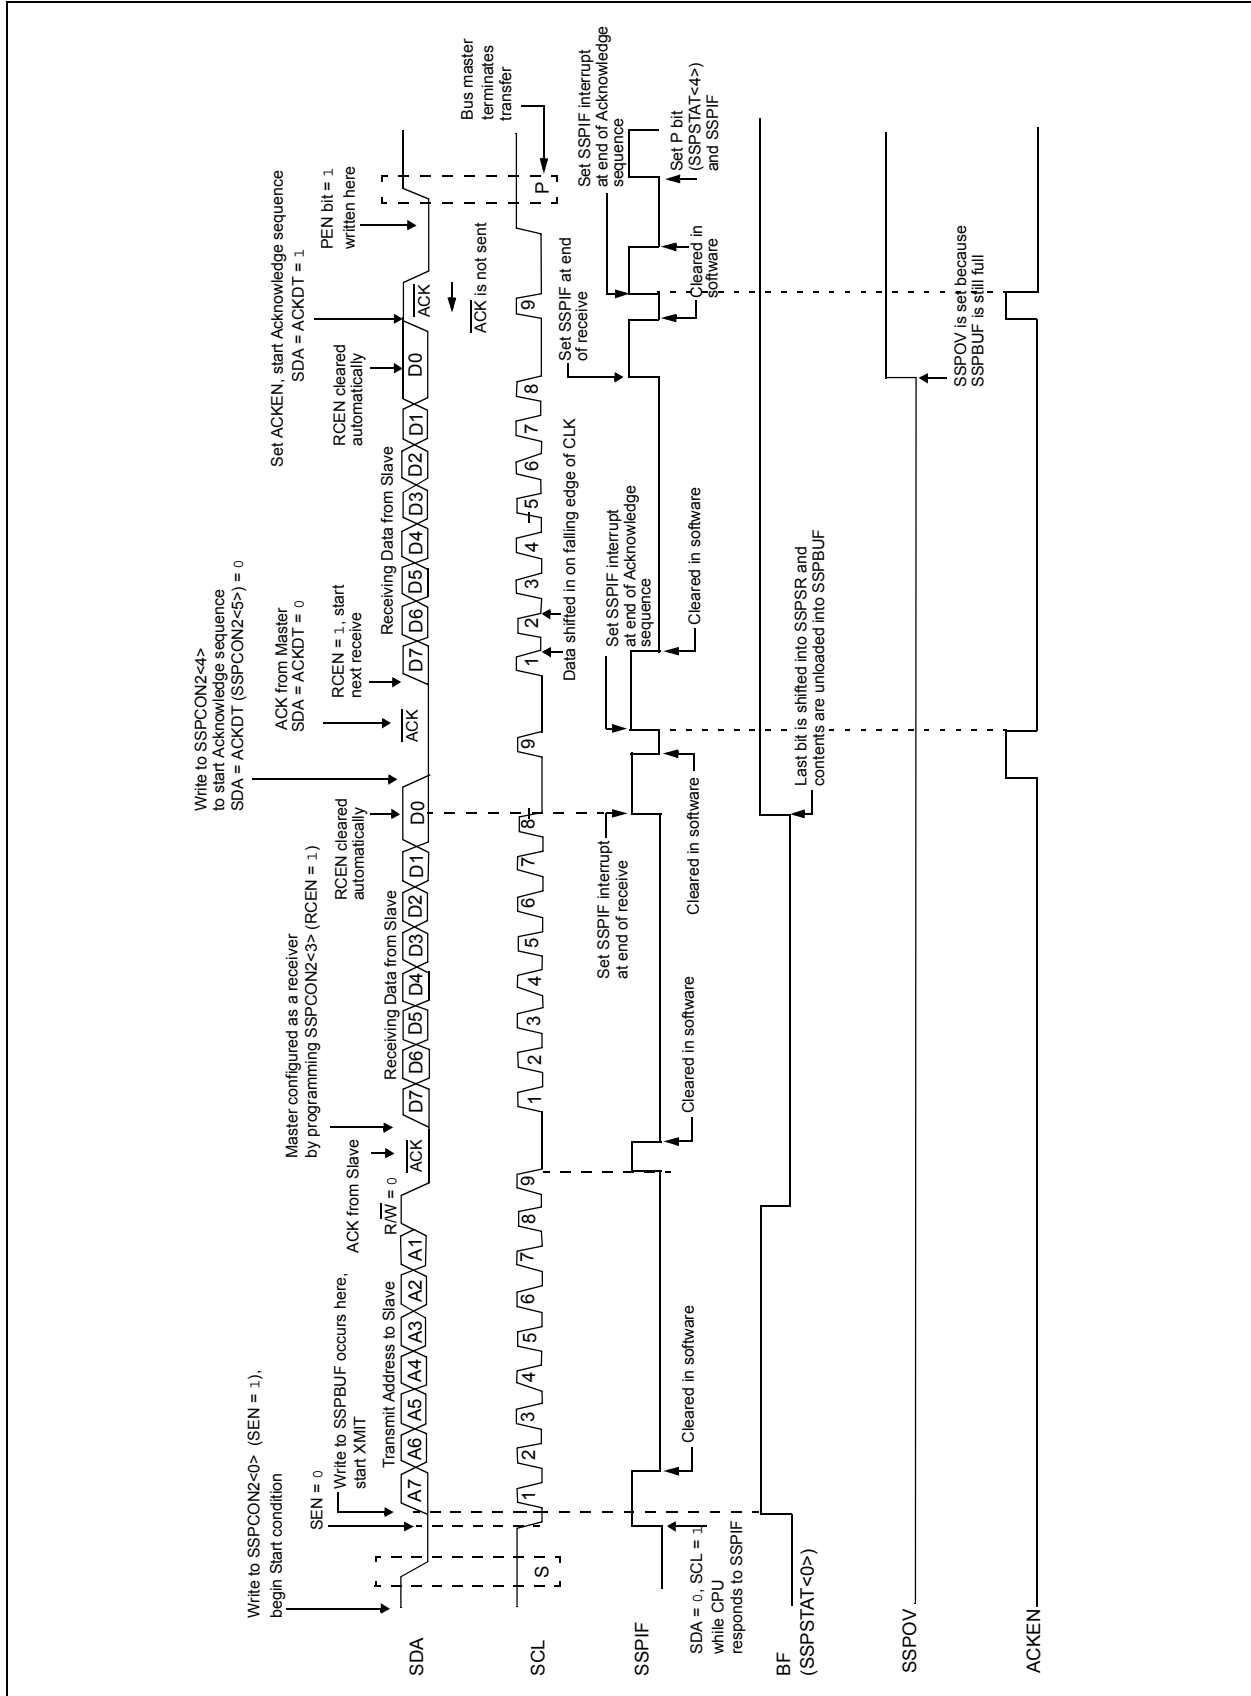 Write to SSPCON2<0> (SEN = 1),
begin Start condition
SEN = 0
Write to SSPBUF occurs here,
start XMIT
Transmit Address to Slave
R/W = 0
ACK from Slave
Master configured as a receiver
by programming SSPCON2<3> (RCEN = 1)
Receiving Data from Slave
RCEN cleared
automatically
Write to SSPCON2<4>
to start Acknowledge sequence
SDA = ACKDT (SSPCON2<5>) = 0
ACK from Master
SDA = ACKDT = 0
RCEN = 1, start
next receive
Receiving Data from Slave
RCEN cleared
automatically
Set ACKEN, start Acknowledge sequence
SDA = ACKDT = 1
PEN bit = 1
written here
SDA
A7 A6 A5 A4 A3 A2 A1 ACK D7 D6 D5 D4 D3 D2 D1 D0 ACK D7 D6 D5 D4 D3 D2 D1 D0 ACK
ACK is not sent
Bus master
terminates
transfer
SCL
S 1 2 3 4 5 6 7 8 9 1 2 3 4 5 6 7 8 9 1 2 3 4 5 6 7 8 9 P
Data shifted in on falling edge of CLK
Set SSPIF interrupt
at end of receive
Set SSPIF interrupt
at end of Acknowledge
sequence
Set SSPIF at end
of receive
Set SSPIF interrupt
at end of Acknowledge
sequence
SSPIF
SDA = 0, SCL = 1
while CPU
responds to SSPIF
Cleared in software
Cleared in software
Cleared in software
Cleared in software
Cleared in
software
Set P bit
(SSPSTAT<4>)
and SSPIF
BF
(SSPSTAT<0>)
Last bit is shifted into SSPSR and
contents are unloaded into SSPBUF
SSPOV
SSPOV is set because
SSPBUF is still full
ACKEN